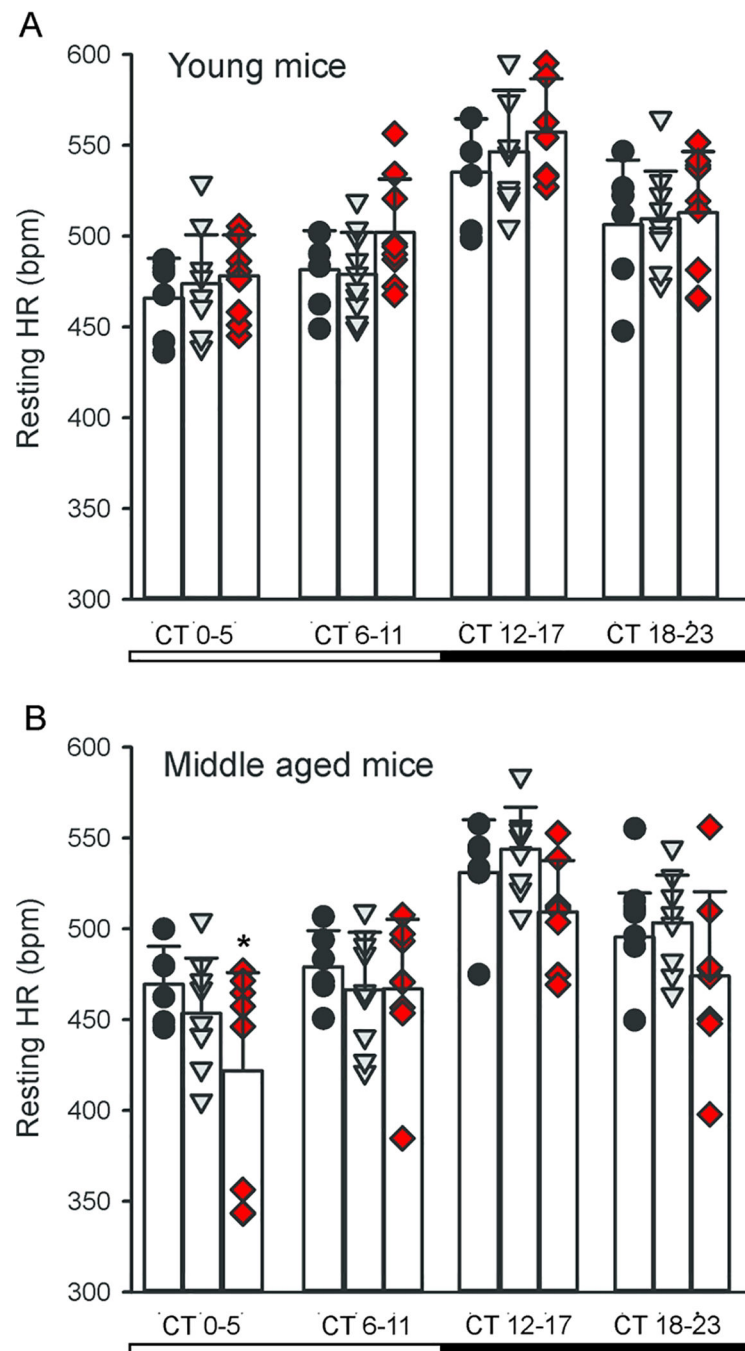 A
Young mice
Resting HR (bpm)
600
550
500
450
400
350
300
CT 0-5 CT 6-11 CT 12-17 CT 18-23
B
Middle aged mice
Resting HR (bpm)
600
550
500
450
400
350
300
*
CT 0-5 CT 6-11 CT 12-17 CT 18-23